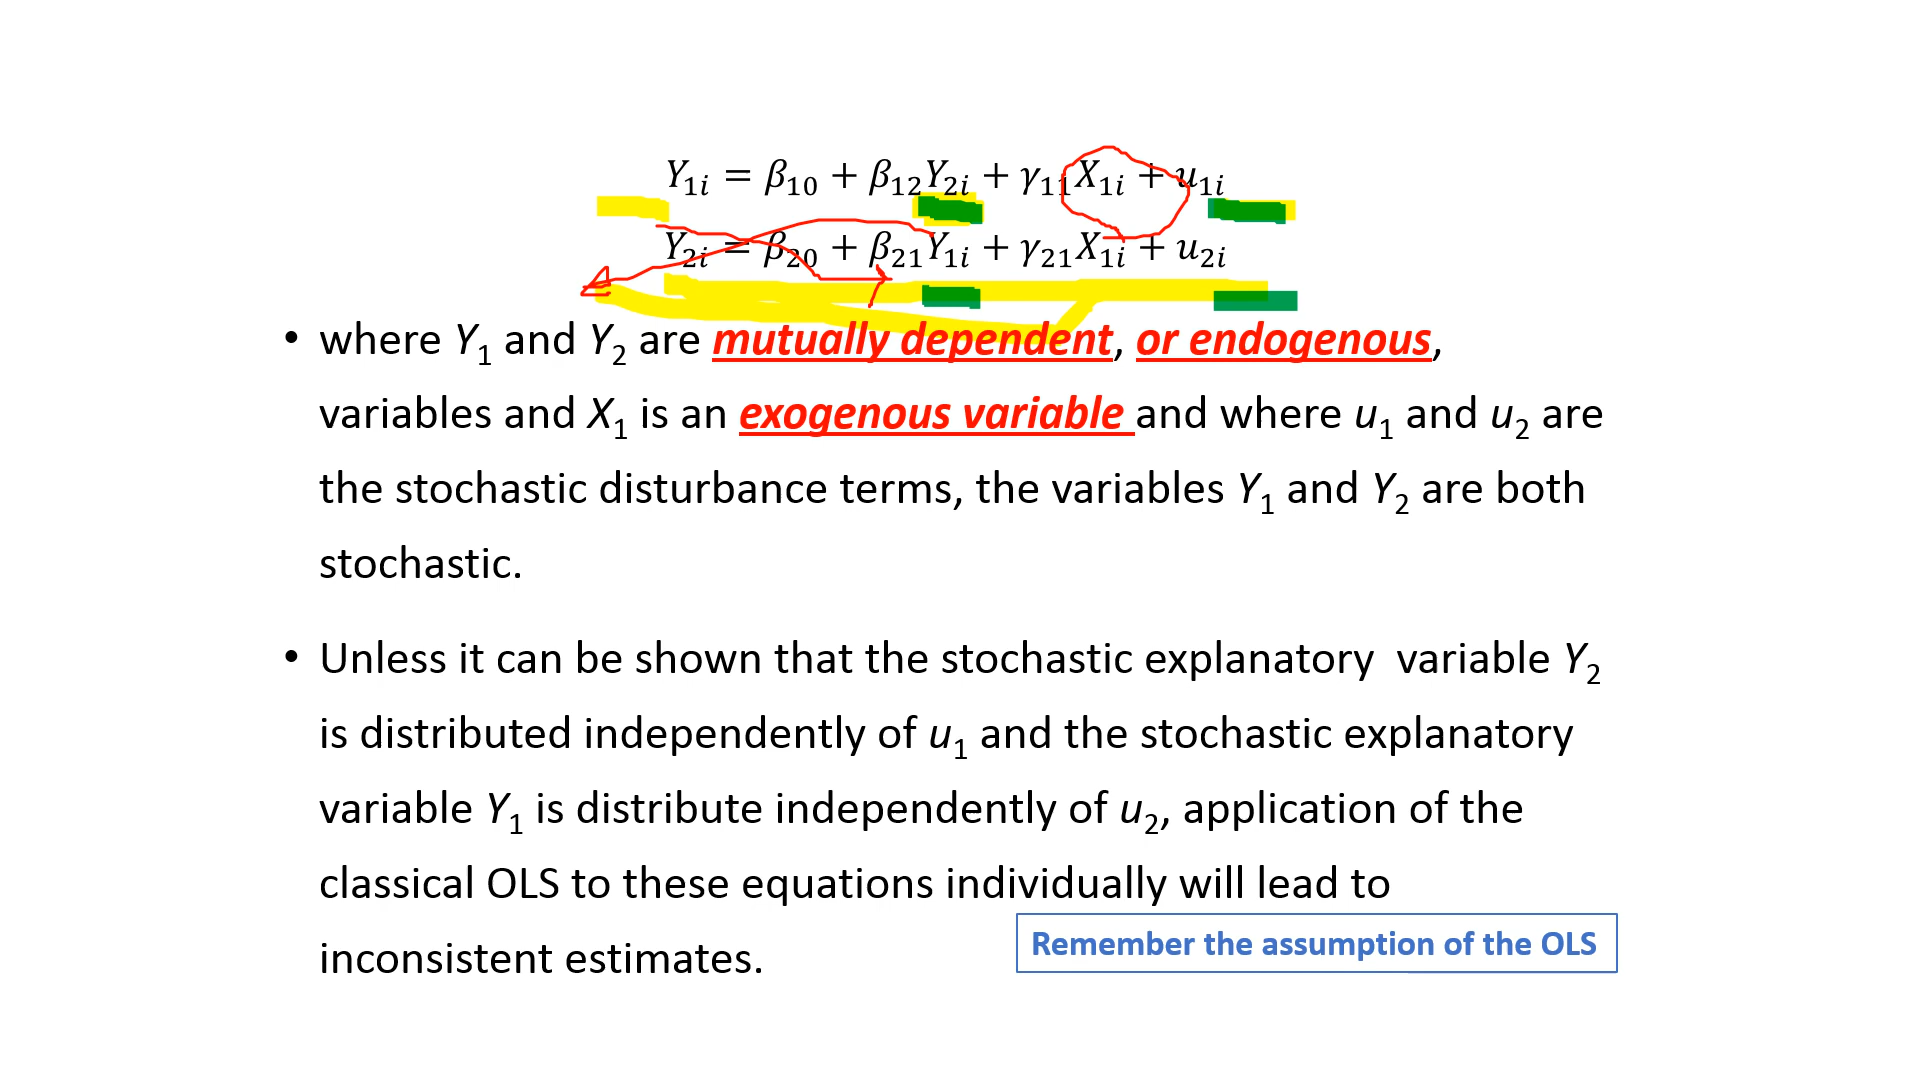 Y₁ᵢ = β₁₀ + β₁₂Y₂ᵢ + γ₁₁X₁ᵢ + u₁ᵢ
Y₂ᵢ = β₂₀ + β₂₁Y₁ᵢ + γ₂₁X₁ᵢ + u₂ᵢ
• where Y₁ and Y₂ are mutually dependent, or endogenous,
variables and X₁ is an exogenous variable and where u₁ and u₂ are
the stochastic disturbance terms, the variables Y₁ and Y₂ are both
stochastic.
• Unless it can be shown that the stochastic explanatory variable Y₂
is distributed independently of u₁ and the stochastic explanatory
variable Y₁ is distribute independently of u₂, application of the
classical OLS to these equations individually will lead to
inconsistent estimates.
Remember the assumption of the OLS